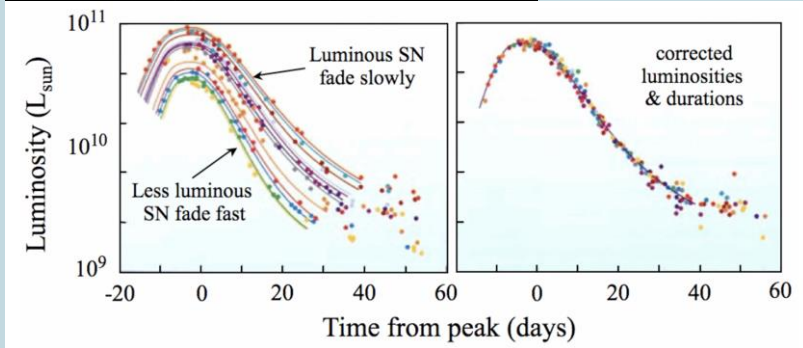 10¹¹
10¹⁰
10⁹
Luminosity (Lsun)
Luminous SN
fade slowly
Less luminous
SN fade fast
corrected
luminosities
& durations
-20 0 20 40 60 0 20 40 60
Time from peak (days)